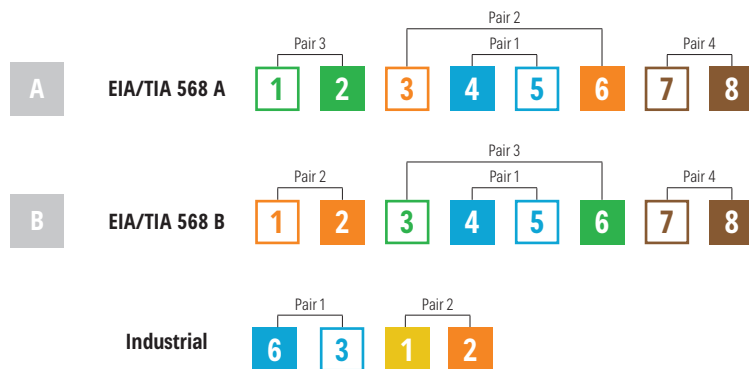 Pair 2
Pair 3 Pair 1 Pair 4
A EIA/TIA 568 A 1 2 3 4 5 6 7 8
Pair 3
Pair 2 Pair 1 Pair 4
B EIA/TIA 568 B 1 2 3 4 5 6 7 8
Pair 1 Pair 2
Industrial 6 3 1 2